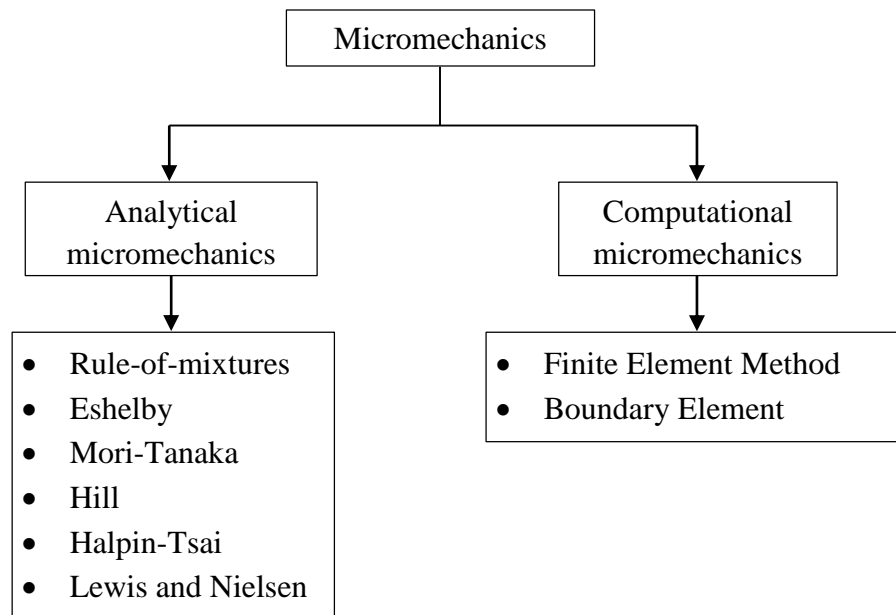 Micromechanics
Analytical
micromechanics
Computational
micromechanics
• Rule-of-mixtures
• Eshelby
• Mori-Tanaka
• Hill
• Halpin-Tsai
• Lewis and Nielsen
• Finite Element Method
• Boundary Element